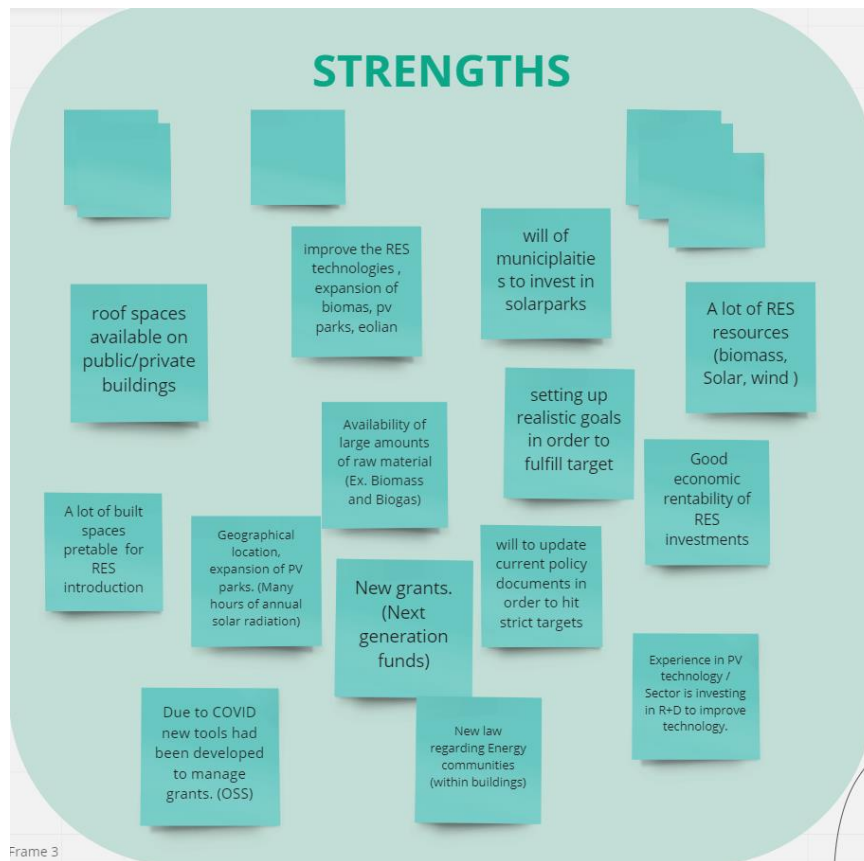 STRENGTHS
improve the RES
technologies ,
expansion of
biomas, pv
parks, eolian
will of
municiplaitie
s to invest in
solarparks
roof spaces
available on
public/private
buildings
A lot of RES
resources
(biomass,
Solar, wind )
setting up
realistic goals
in order to
fulfill target
Availability of
large amounts
of raw material
(Ex. Biomass
and Biogas)
Good
economic
rentability of
RES
investments
A lot of built
spaces
pretable for
RES
introduction
Geographical
location,
expansion of PV
parks. (Many
hours of annual
solar radiation)
will to update
current policy
documents in
order to hit
strict targets
New grants.
(Next
generation
funds)
Experience in PV
technology /
Sector is investing
in R+D to improve
technology.
Due to COVID
new tools had
been developed
to manage
grants. (OSS)
New law
regarding Energy
communities
(within buildings)
Frame 3